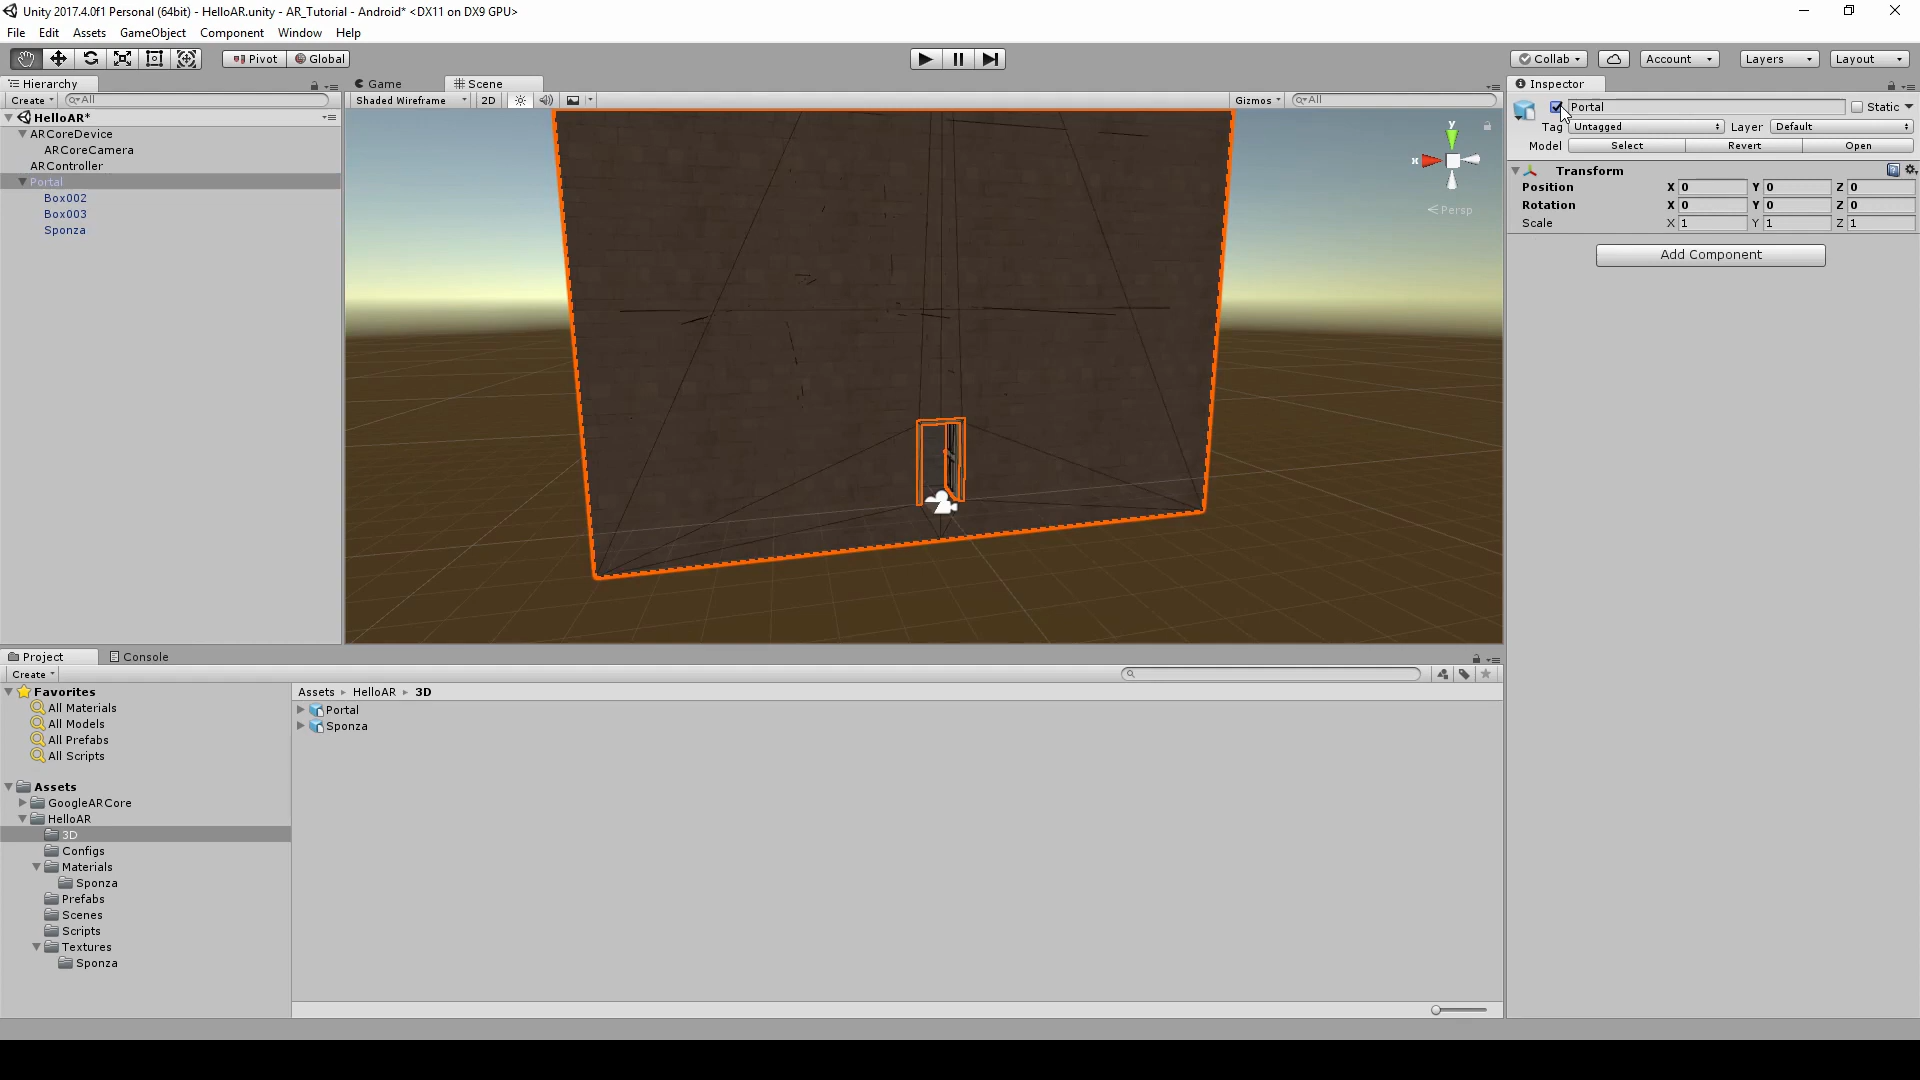 Unity 2017.4.0f1 Personal (64bit) - HelloAR.unity - AR_Tutorial - Android* <DX11 on DX9 GPU>
File Edit Assets GameObject Component Window Help
Pivot Global Collab Account Layers Layout
Hierarchy
Create All
HelloAR*
ARCoreDevice
ARCoreCamera
ARController
Portal
Box002
Box003
Sponza
Game Scene
Shaded Wireframe 2D Gizmos All
y
x
Persp
Inspector
Portal Static
Tag Untagged Layer Default
Model Select Revert Open
Transform
Position X 0 Y 0 Z 0
Rotation X 0 Y 0 Z 0
Scale X 1 Y 1 Z 1
Add Component
Project Console
Create
Favorites
All Materials
All Models
All Prefabs
All Scripts
Assets
GoogleARCore
HelloAR
3D
Configs
Materials
Sponza
Prefabs
Scenes
Scripts
Textures
Sponza
Assets HelloAR 3D
Portal
Sponza